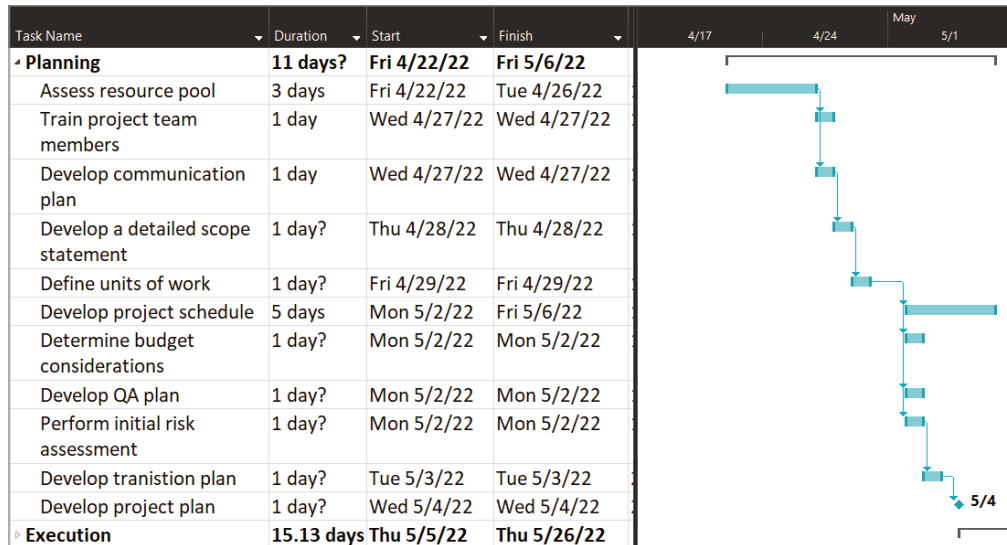 May
Task Name Duration Start Finish 4/17 4/24 5/1
Planning 11 days? Fri 4/22/22 Fri 5/6/22
Assess resource pool 3 days Fri 4/22/22 Tue 4/26/22
Train project team 1 day Wed 4/27/22 Wed 4/27/22
members
Develop communication 1 day Wed 4/27/22 Wed 4/27/22
plan
Develop a detailed scope 1 day? Thu 4/28/22 Thu 4/28/22
statement
Define units of work 1 day? Fri 4/29/22 Fri 4/29/22
Develop project schedule 5 days Mon 5/2/22 Fri 5/6/22
Determine budget 1 day? Mon 5/2/22 Mon 5/2/22
considerations
Develop QA plan 1 day? Mon 5/2/22 Mon 5/2/22
Perform initial risk 1 day? Mon 5/2/22 Mon 5/2/22
assessment
Develop tranistion plan 1 day? Tue 5/3/22 Tue 5/3/22
Develop project plan 1 day? Wed 5/4/22 Wed 5/4/22 5/4
Execution 15.13 days Thu 5/5/22 Thu 5/26/22